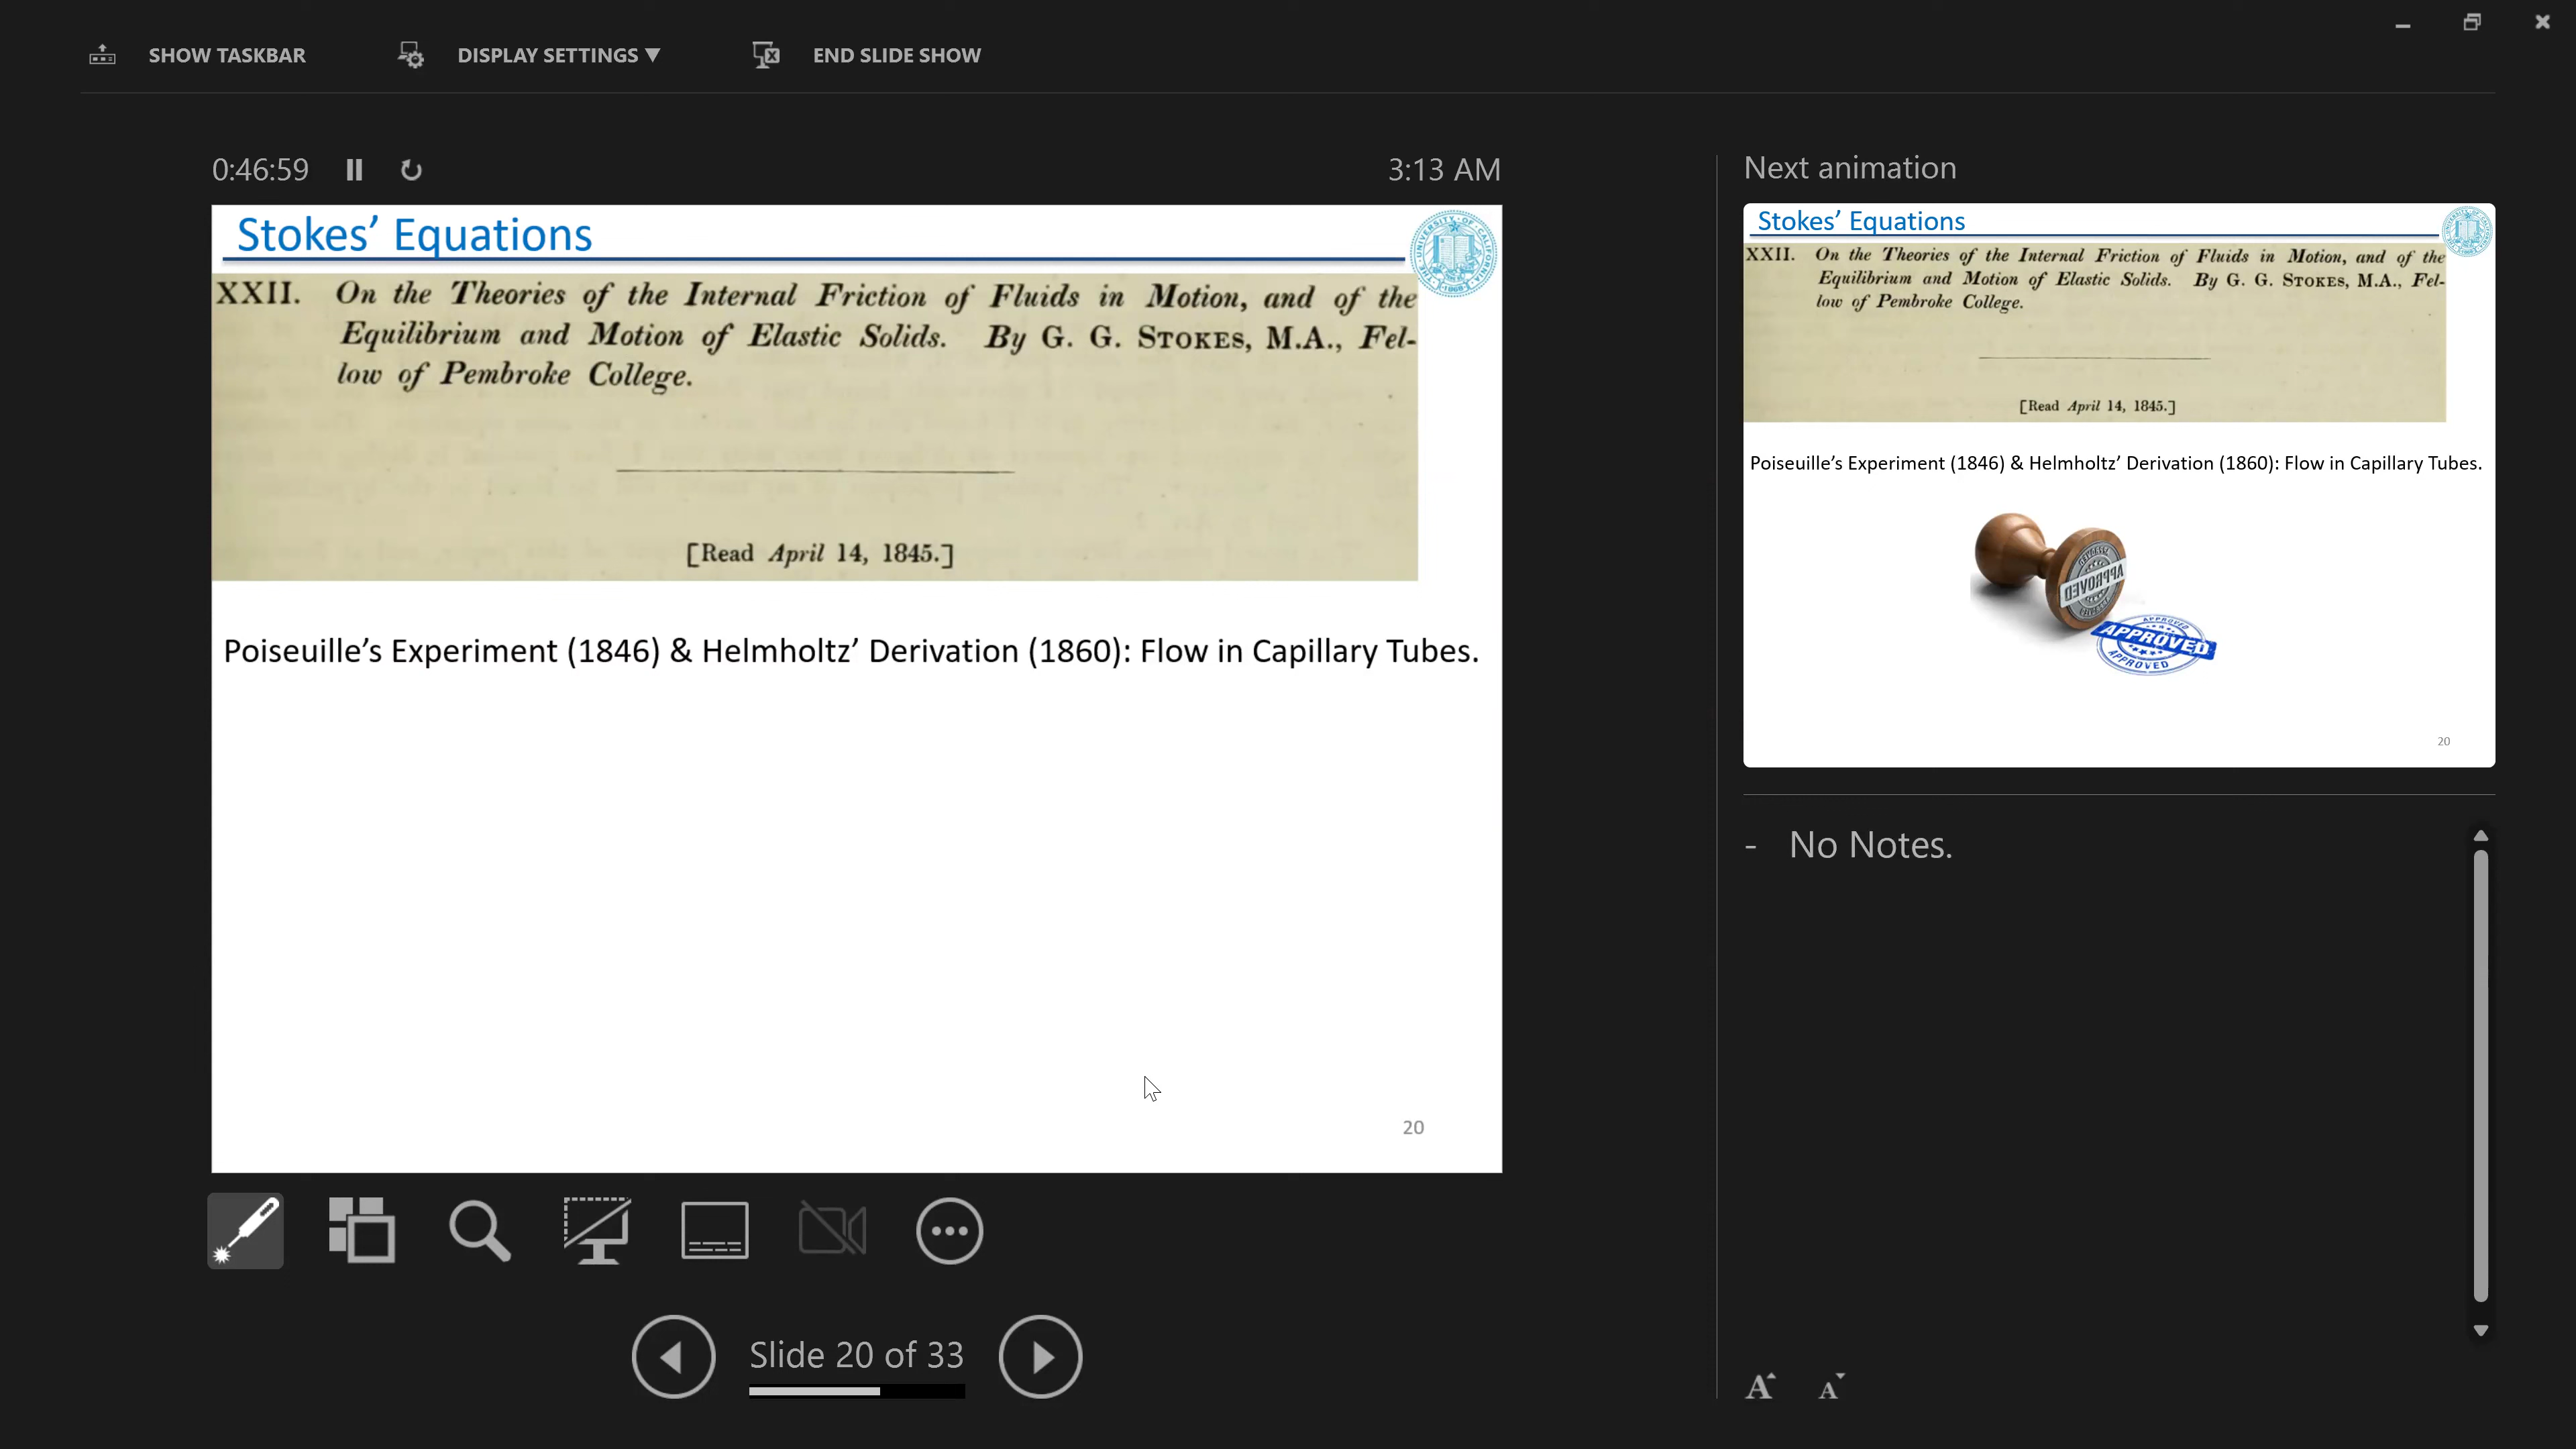 SHOW TASKBAR
DISPLAY SETTINGS ▼
END SLIDE SHOW
0:46:59
3:13 AM
Stokes' Equations
XXII. On the Theories of the Internal Friction of Fluids in Motion, and of the
Equilibrium and Motion of Elastic Solids. By G. G. STOKES, M.A., Fel-
low of Pembroke College.
[Read April 14, 1845.]
Poiseuille's Experiment (1846) & Helmholtz' Derivation (1860): Flow in Capillary Tubes.
20
Slide 20 of 33
Next animation
Stokes' Equations
XXII. On the Theories of the Internal Friction of Fluids in Motion, and of the
Equilibrium and Motion of Elastic Solids. By G. G. STOKES, M.A., Fel-
low of Pembroke College.
[Read April 14, 1845.]
Poiseuille's Experiment (1846) & Helmholtz' Derivation (1860): Flow in Capillary Tubes.
APPROVED
APPROVED
APPROVED
APPROVED
20
- No Notes.
A A